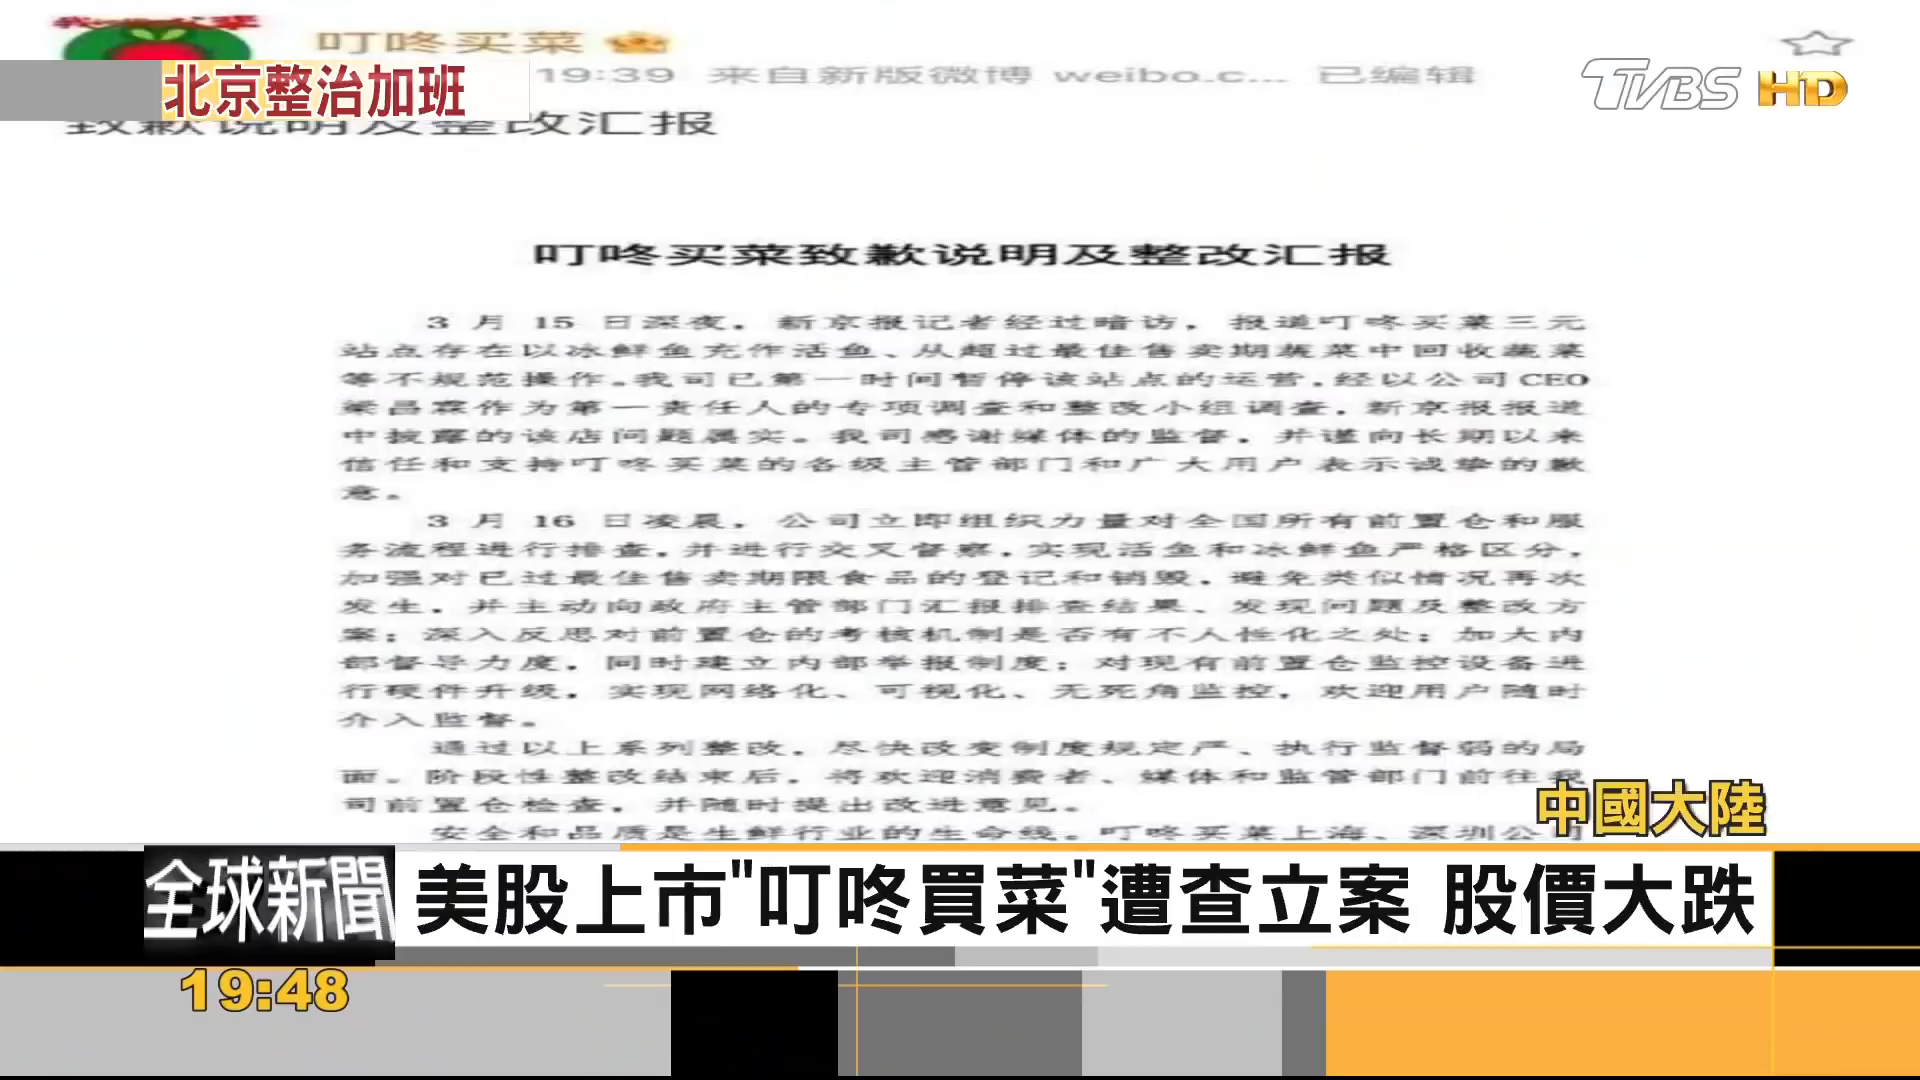 叮咚买菜
北京整治加班
19:39 来自新版微博 weibo.c... 已编辑
TVBS HD
致歉说明及整改汇报
叮咚买菜致歉说明及整改汇报
3 月 15 日深夜，新京报记者经过暗访，报道叮咚买菜三元
站点存在以冰鲜鱼充作活鱼、从超过最佳售卖期蔬菜中回收蔬菜
等不规范操作。我司已第一时间暂停该站点的运营，经以公司 CEO
梁昌霖作为第一责任人的专项调查和整改小组调查，新京报报道
中披露的该店问题属实。我司感谢媒体的监督，并谨向长期以来
信任和支持叮咚买菜的各级主管部门和广大用户表示诚挚的歉
意。
3 月 16 日凌晨，公司立即组织力量对全国所有前置仓和服
务流程进行排查，并进行交叉督察，实现活鱼和冰鲜鱼严格区分，
加强对已过最佳售卖期限食品的登记和销毁，避免类似情况再次
发生，并主动向政府主管部门汇报排查结果、发现问题及整改方
案；深入反思对前置仓的考核机制是否有不人性化之处；加大内
部督导力度，同时建立内部举报制度；对现有前置仓监控设备进
行硬件升级，实现网络化、可视化、无死角监控，欢迎用户随时
介入监督。
通过以上系列整改，尽快改变制度规定严、执行监督弱的局
面。阶段性整改结束后，将欢迎消费者、媒体和监管部门前往我
司前置仓检查，并随时提出改进意见。
安全和品质是生鲜行业的生命线。叮咚买菜上海、深圳公司
中國大陸
全球新聞
美股上市"叮咚買菜"遭查立案 股價大跌
19:48